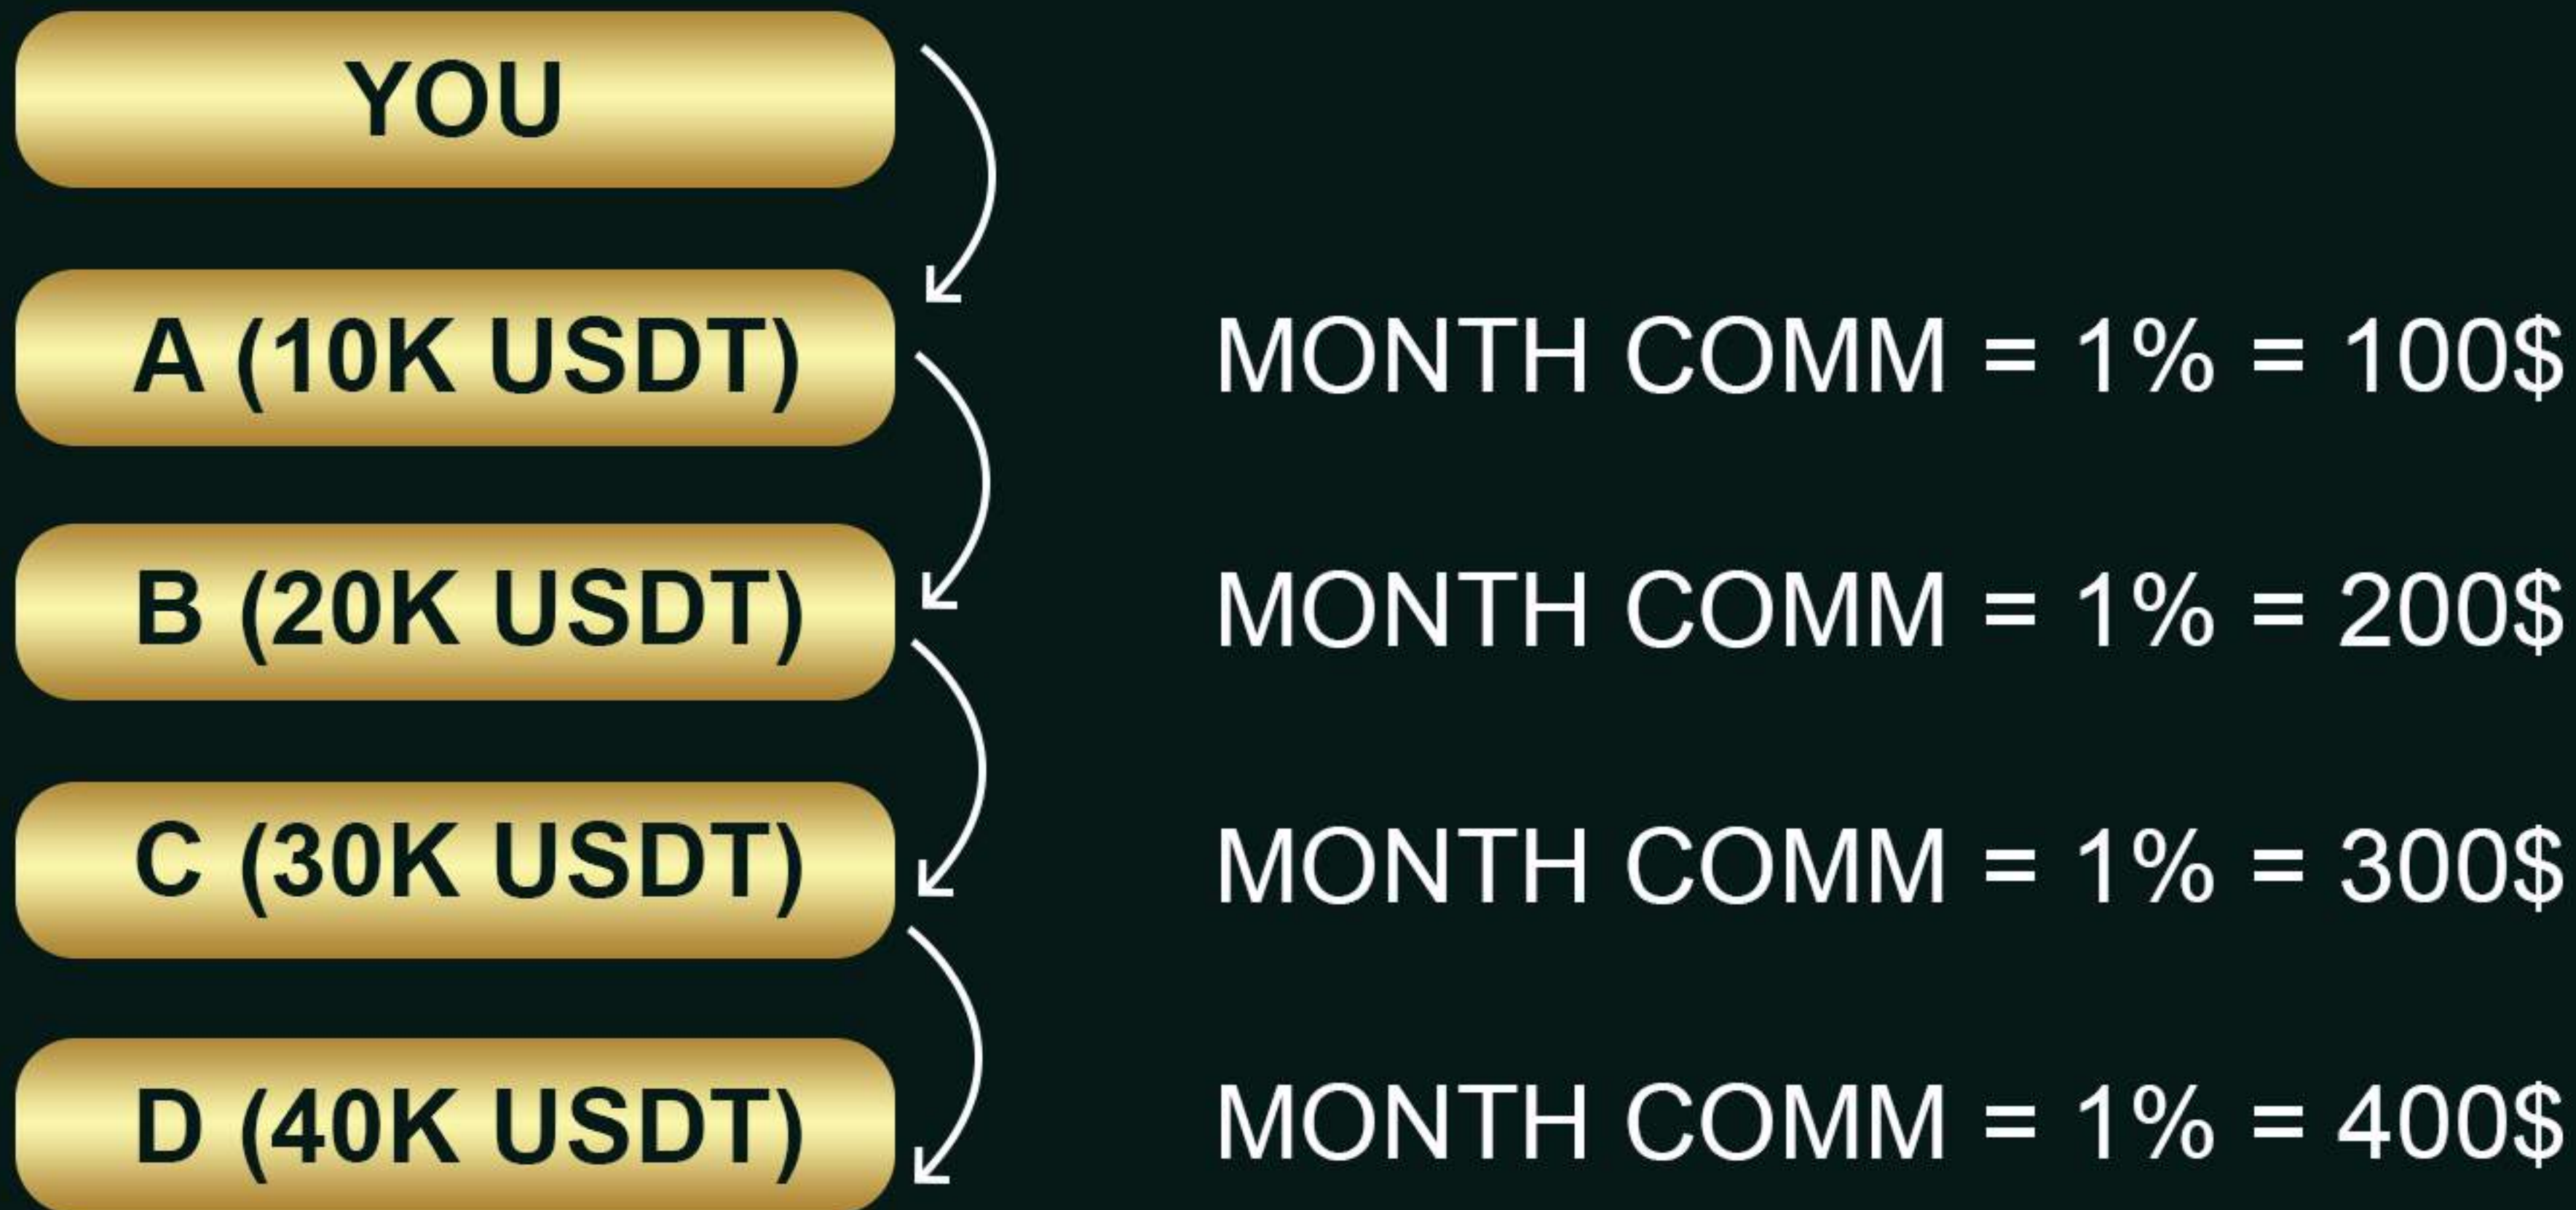 YOU
A (10K USDT) MONTH COMM = 1% = 100$
B (20K USDT) MONTH COMM = 1% = 200$
C (30K USDT) MONTH COMM = 1% = 300$
D (40K USDT) MONTH COMM = 1% = 400$